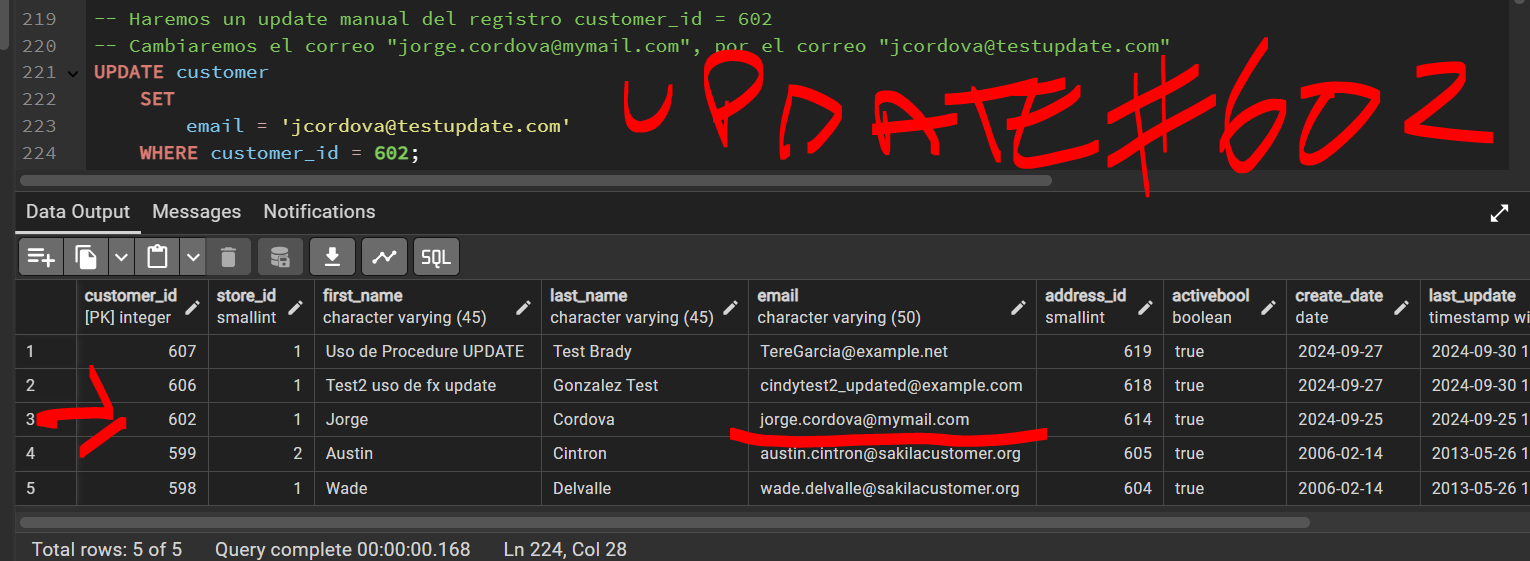 219 -- Haremos un update manual del registro customer_id = 602
220 -- Cambiaremos el correo "jorge.cordova@mymail.com", por el correo "jcordova@testupdate.com"
221 UPDATE customer
222 SET
223 email = 'jcordova@testupdate.com'
224 WHERE customer_id = 602;
UPDATE #602
Data Output Messages Notifications
SQL
customer_id store_id first_name last_name email address_id activebool create_date last_update
[PK] integer smallint character varying (45) character varying (45) character varying (50) smallint boolean date timestamp wi
1 607 1 Uso de Procedure UPDATE Test Brady TereGarcia@example.net 619 true 2024-09-27 2024-09-30 1
2 606 1 Test2 uso de fx update Gonzalez Test cindytest2_updated@example.com 618 true 2024-09-27 2024-09-30 1
3 602 1 Jorge Cordova jorge.cordova@mymail.com 614 true 2024-09-25 2024-09-25 1
4 599 2 Austin Cintron austin.cintron@sakilacustomer.org 605 true 2006-02-14 2013-05-26 1
5 598 1 Wade Delvalle wade.delvalle@sakilacustomer.org 604 true 2006-02-14 2013-05-26 1
Total rows: 5 of 5 Query complete 00:00:00.168 Ln 224, Col 28